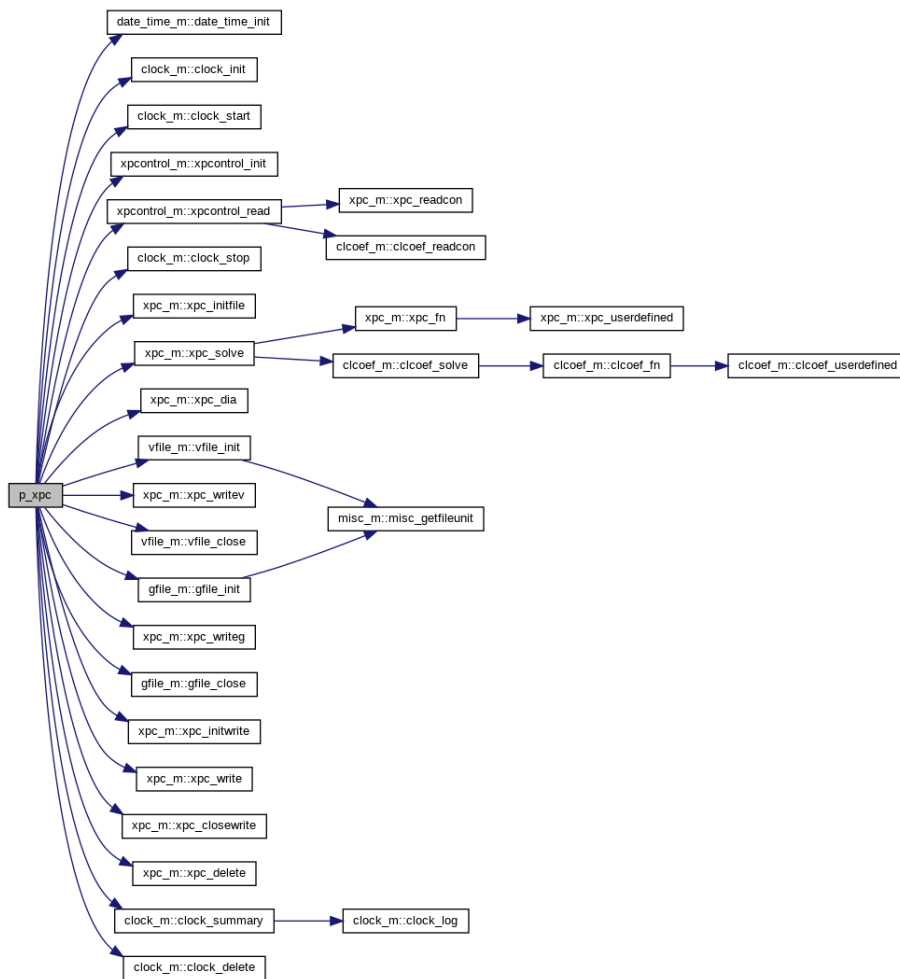 date_time_m::date_time_init
clock_m::clock_init
clock_m::clock_start
xpcontrol_m::xpcontrol_init
xpcontrol_m::xpcontrol_read
xpc_m::xpc_readcon
clcoef_m::clcoef_readcon
clock_m::clock_stop
xpc_m::xpc_initfile
xpc_m::xpc_solve
xpc_m::xpc_fn
xpc_m::xpc_userdefined
clcoef_m::clcoef_solve
clcoef_m::clcoef_fn
clcoef_m::clcoef_userdefined
xpc_m::xpc_dia
vfile_m::vfile_init
p_xpc
xpc_m::xpc_writev
misc_m::misc_getfileunit
vfile_m::vfile_close
gfile_m::gfile_init
xpc_m::xpc_writeg
gfile_m::gfile_close
xpc_m::xpc_initwrite
xpc_m::xpc_write
xpc_m::xpc_closewrite
xpc_m::xpc_delete
clock_m::clock_summary
clock_m::clock_log
clock_m::clock_delete